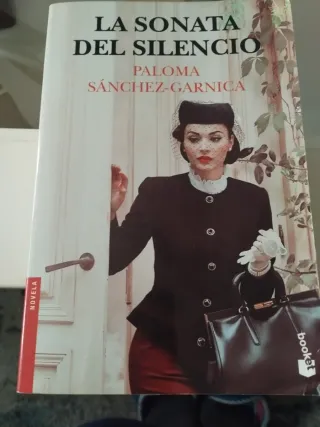 LA SONATA
DEL SILENCIO
PALOMA
SÁNCHEZ-GARNICA
NOVELA
booket